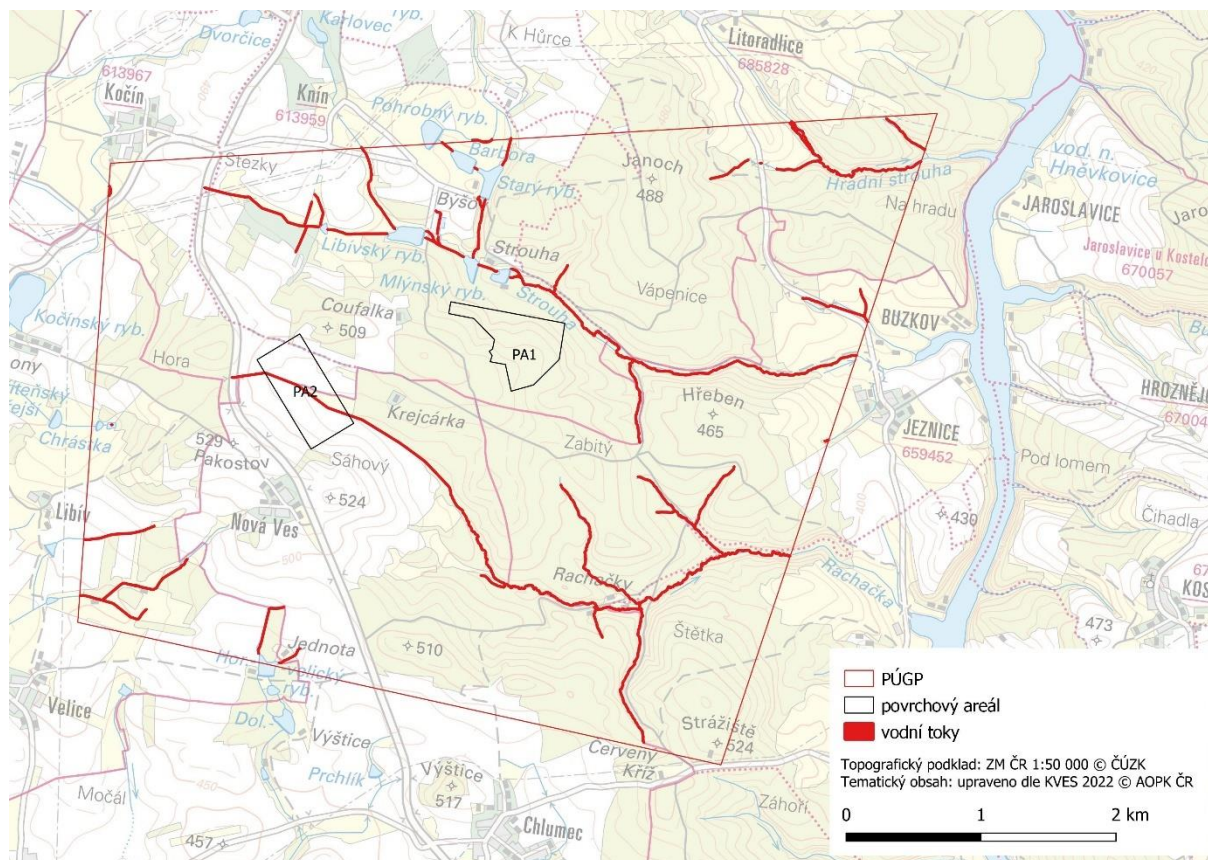 Dvorčice
Karlovec
ryb.
K Hůrce
Litoradlice
685828
613967
Kočín
Knín
613959
Pohrobný ryb.
Barbora
Starý ryb.
Stezky
Janoch
488
Hradní strouha
Na hradu
vod. n.
Hněvkovice
JAROSLAVICE
Jaroslavice u Kostelc
670057
Libívský ryb.
Strouha
Mlýnský ryb.
Strouha
Vápenice
Coufalka
509
Kočínský ryb.
Hora
PA1
PA2
BUZKOV
Hřeben
465
HROZNĚJ
Krejcárka
Zabitý
JEZNICE
659452
Pod lomem
Chrástka
529
Pakostov
Sáhový
524
Libív
Nová Ves
430
Čihadla
Rachačky
Rachačka
Štětka
KOS
473
Jednota
510
Velice
Dol.
Výštice
Strážiště
524
Červený
Kříž
Prchlík
Močál
Výštice
517
Chlumec
457
Záhoří
PÚGP
povrchový areál
vodní toky
Topografický podklad: ZM ČR 1:50 000 © ČÚZK
Tematický obsah: upraveno dle KVES 2022 © AOPK ČR
0 1 2 km